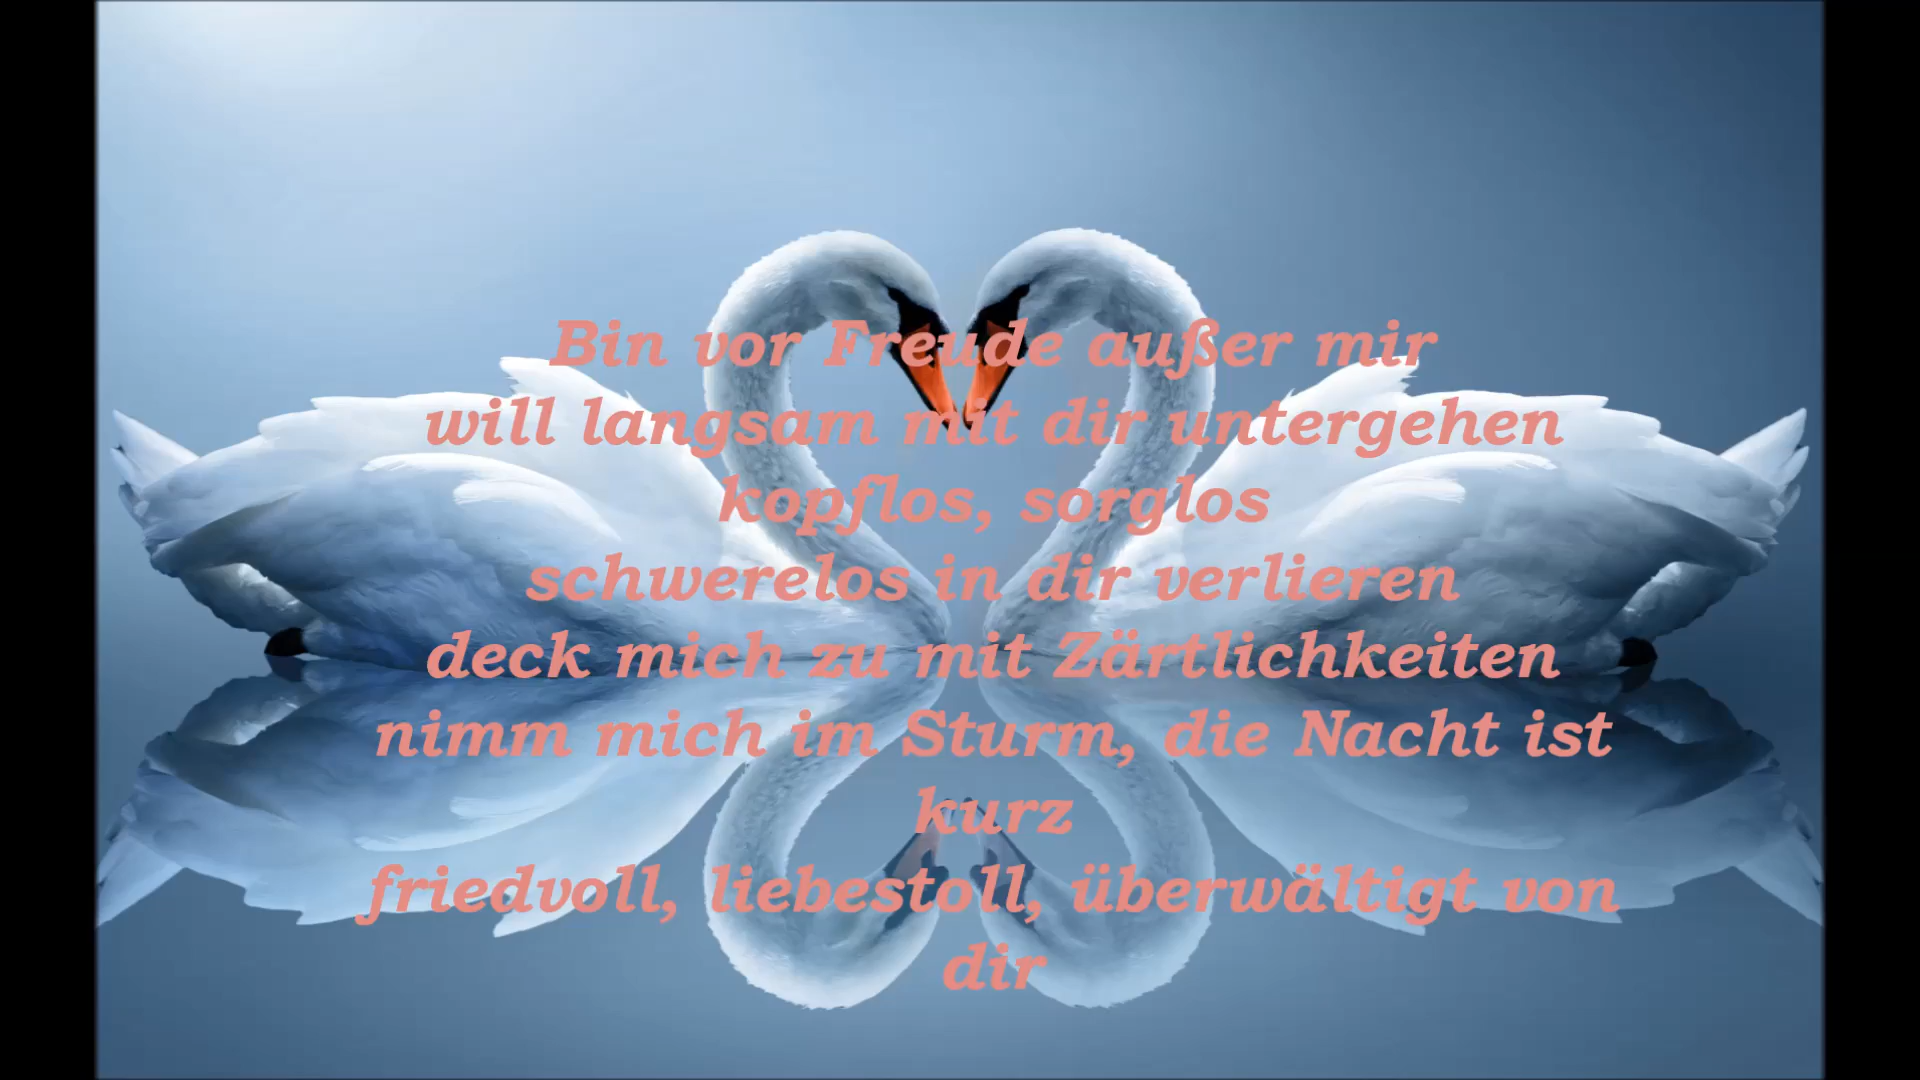 Bin vor Freude außer mir
will langsam mit dir untergehen
kopflos, sorglos
schwerelos in dir verlieren
deck mich zu mit Zärtlichkeiten
nimm mich im Sturm, die Nacht ist
kurz
friedvoll, liebestoll, überwältigt von
dir